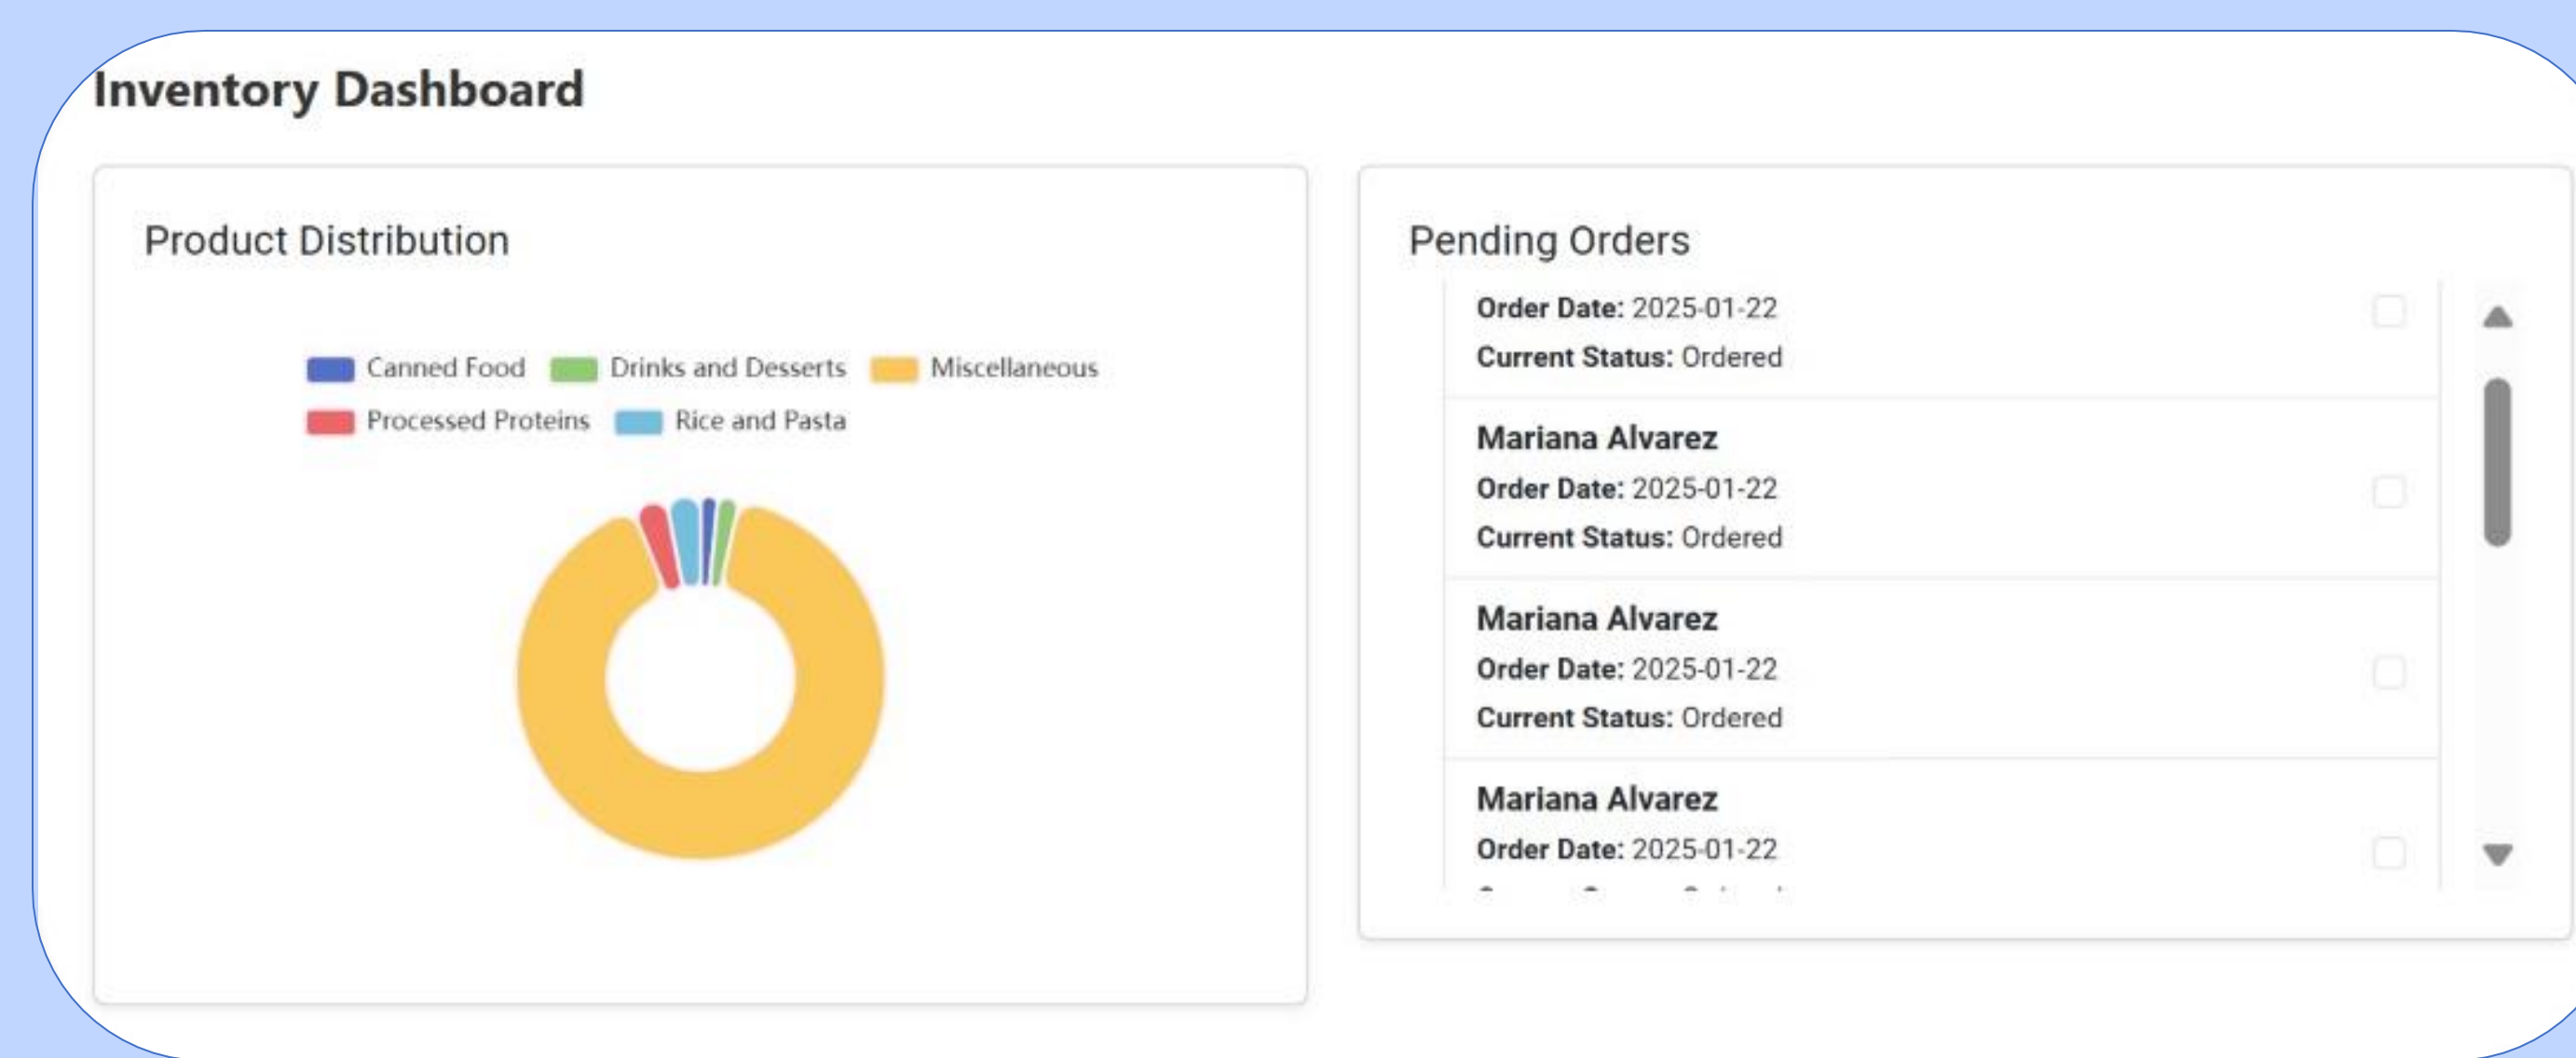 Inventory Dashboard
Product Distribution
Canned Food
Drinks and Desserts
Miscellaneous
Processed Proteins
Rice and Pasta
Pending Orders
Order Date: 2025-01-22
Current Status: Ordered
Mariana Alvarez
Order Date: 2025-01-22
Current Status: Ordered
Mariana Alvarez
Order Date: 2025-01-22
Current Status: Ordered
Mariana Alvarez
Order Date: 2025-01-22